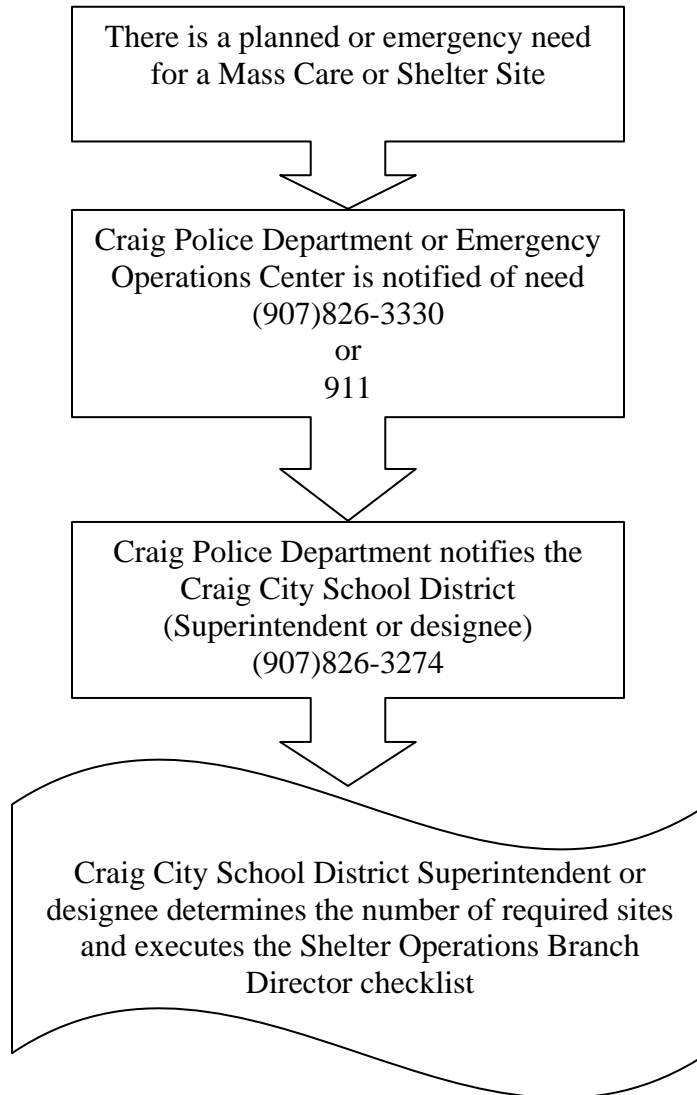 There is a planned or emergency need
for a Mass Care or Shelter Site
Craig Police Department or Emergency
Operations Center is notified of need
(907)826-3330
or
911
Craig Police Department notifies the
Craig City School District
(Superintendent or designee)
(907)826-3274
Craig City School District Superintendent or
designee determines the number of required sites
and executes the Shelter Operations Branch
Director checklist